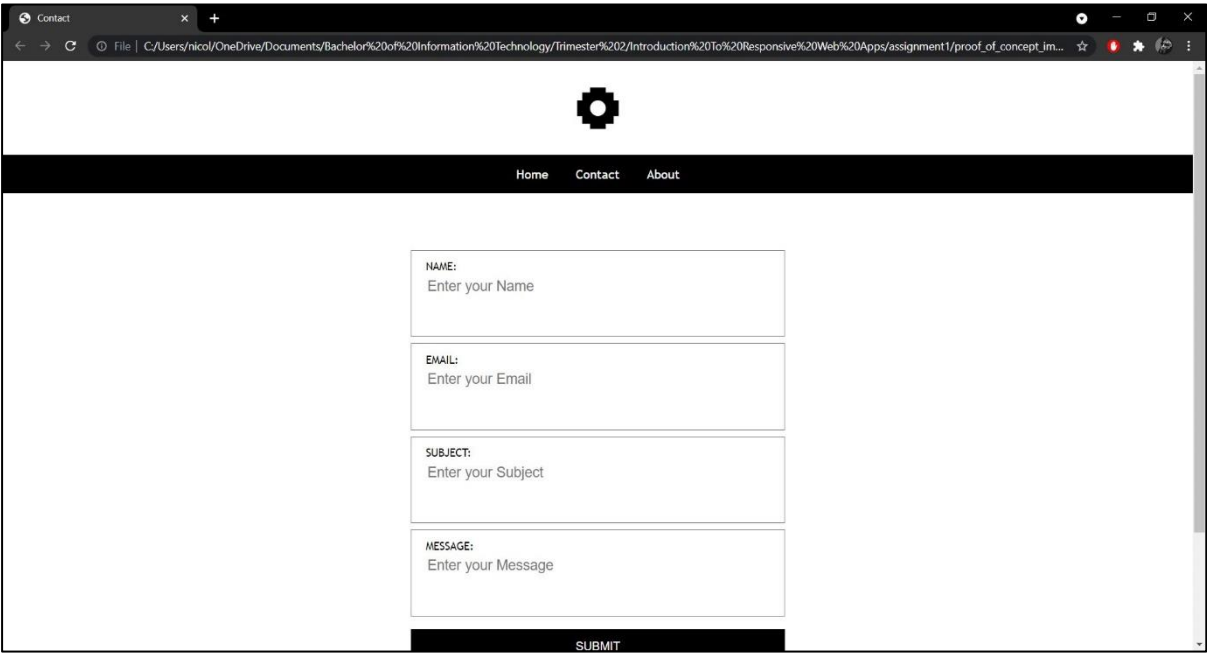 Contact
File | C:/Users/nicol/OneDrive/Documents/Bachelor%20of%20Information%20Technology/Trimester%202/Introduction%20To%20Responsive%20Web%20Apps/assignment1/proof_of_concept_im...
Home Contact About
NAME:
Enter your Name
EMAIL:
Enter your Email
SUBJECT:
Enter your Subject
MESSAGE:
Enter your Message
SUBMIT